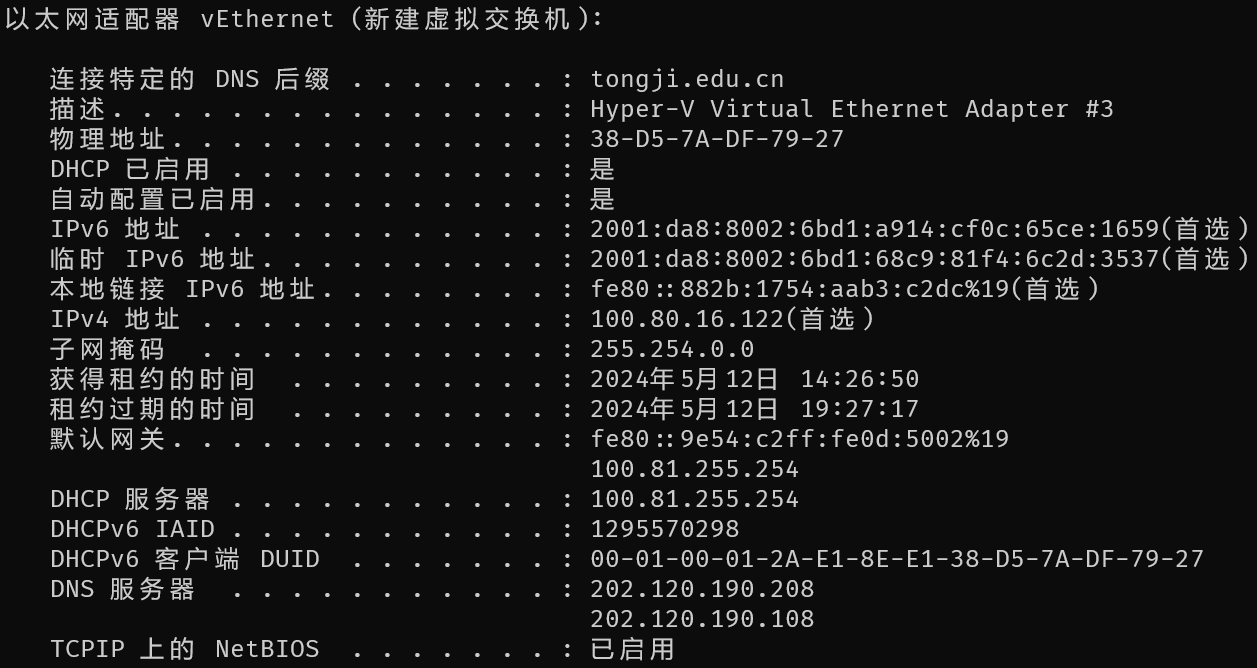 以太网适配器 vEthernet (新建虚拟交换机):
连接特定的 DNS 后缀 . . . . . . . : tongji.edu.cn
描述. . . . . . . . . . . . . . . : Hyper-V Virtual Ethernet Adapter #3
物理地址. . . . . . . . . . . . . : 38-D5-7A-DF-79-27
DHCP 已启用 . . . . . . . . . . . : 是
自动配置已启用. . . . . . . . . . : 是
IPv6 地址 . . . . . . . . . . . . : 2001:da8:8002:6bd1:a914:cf0c:65ce:1659(首选)
临时 IPv6 地址. . . . . . . . . . : 2001:da8:8002:6bd1:68c9:81f4:6c2d:3537(首选)
本地链接 IPv6 地址. . . . . . . . : fe80::882b:1754:aab3:c2dc%19(首选)
IPv4 地址 . . . . . . . . . . . . : 100.80.16.122(首选)
子网掩码  . . . . . . . . . . . . : 255.254.0.0
获得租约的时间  . . . . . . . . . : 2024年5月12日 14:26:50
租约过期的时间  . . . . . . . . . : 2024年5月12日 19:27:17
默认网关. . . . . . . . . . . . . : fe80::9e54:c2ff:fe0d:5002%19
100.81.255.254
DHCP 服务器 . . . . . . . . . . . : 100.81.255.254
DHCPv6 IAID . . . . . . . . . . . : 1295570298
DHCPv6 客户端 DUID  . . . . . . . : 00-01-00-01-2A-E1-8E-E1-38-D5-7A-DF-79-27
DNS 服务器  . . . . . . . . . . . : 202.120.190.208
202.120.190.108
TCPIP 上的 NetBIOS  . . . . . . . : 已启用